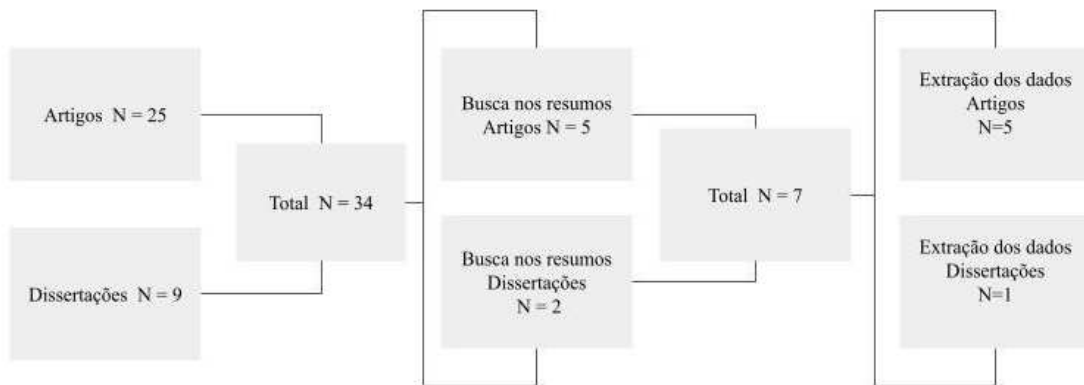 Artigos N = 25
Dissertações N = 9
Total N = 34
Busca nos resumos
Artigos N = 5
Busca nos resumos
Dissertações
N = 2
Total N = 7
Extração dos dados
Artigos
N=5
Extração dos dados
Dissertações
N=1